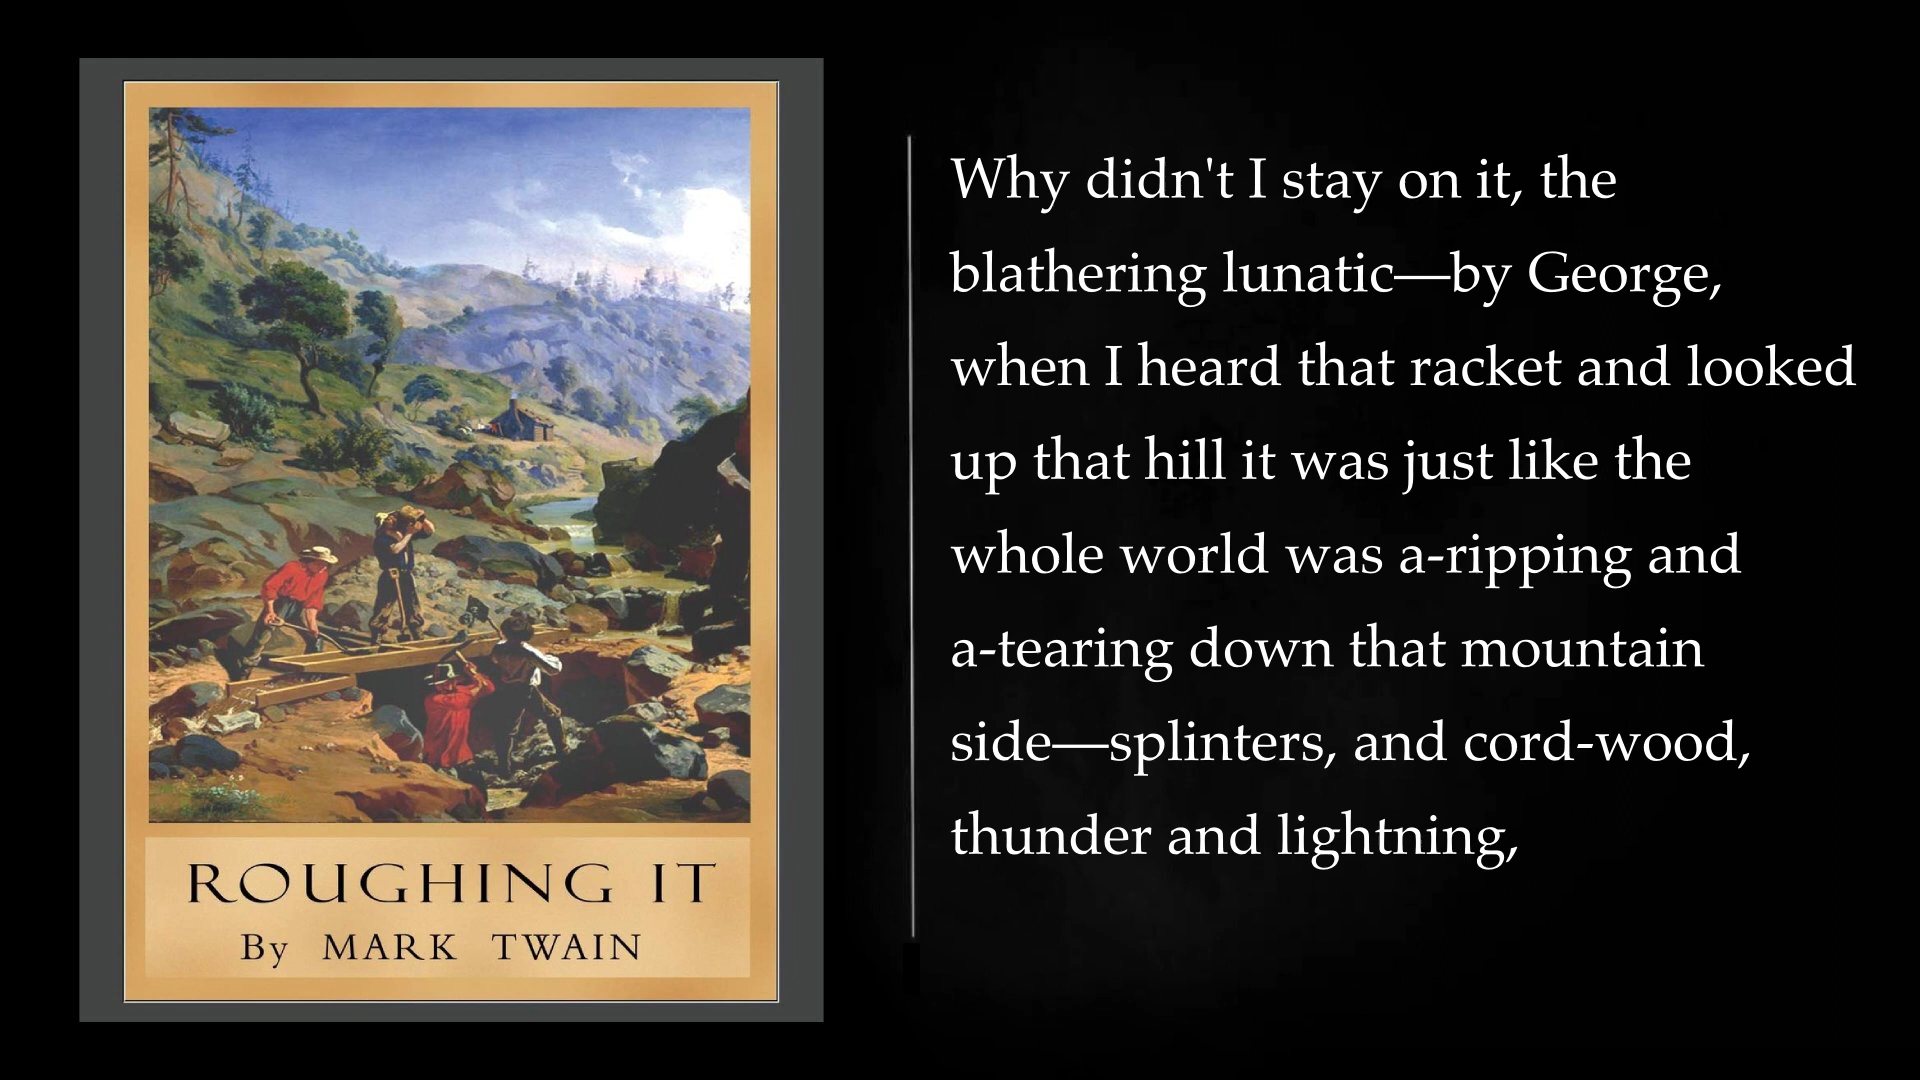 ROUGHING IT
By MARK TWAIN
Why didn't I stay on it, the
blathering lunatic—by George,
when I heard that racket and looked
up that hill it was just like the
whole world was a-ripping and
a-tearing down that mountain
side—splinters, and cord-wood,
thunder and lightning,